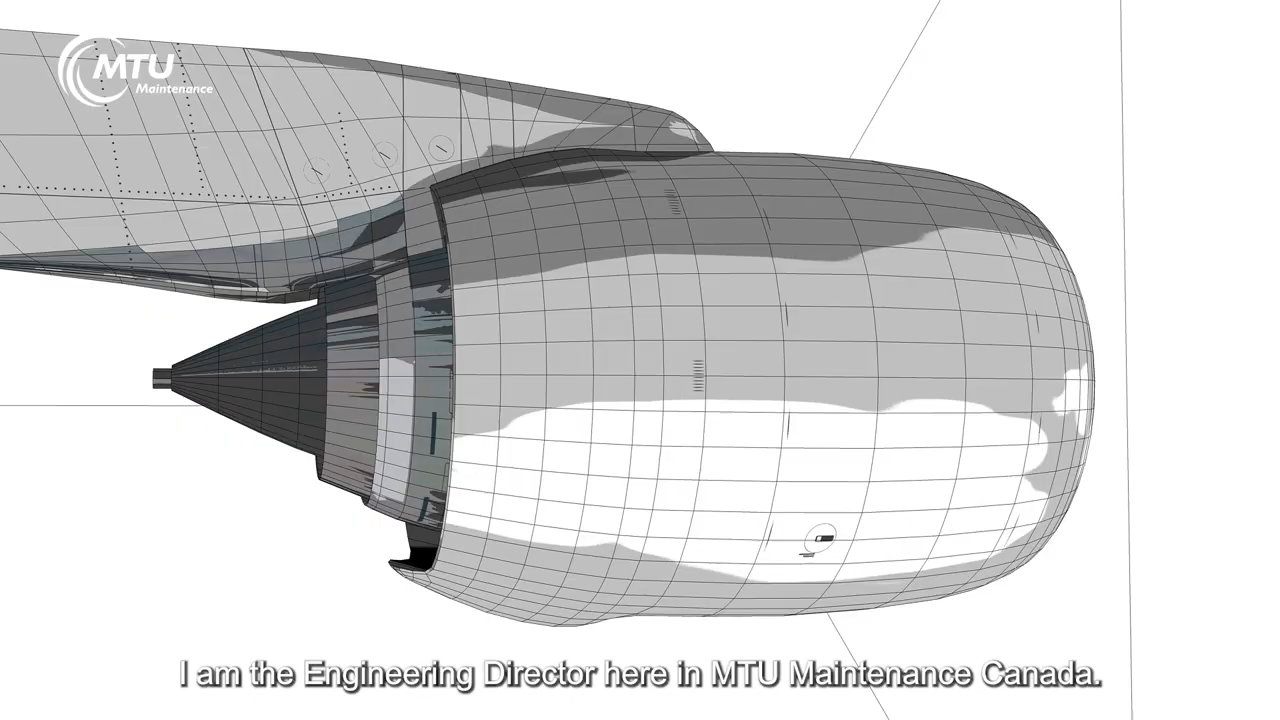 MTU
Maintenance
I am the Engineering Director here in MTU Maintenance Canada.